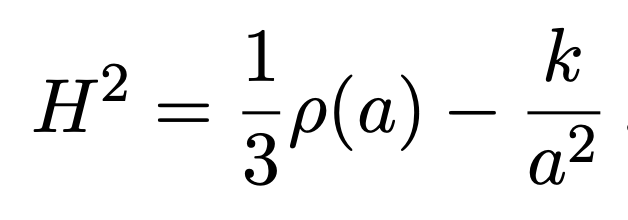 H² = 1/3 ρ(a) − k/a² .